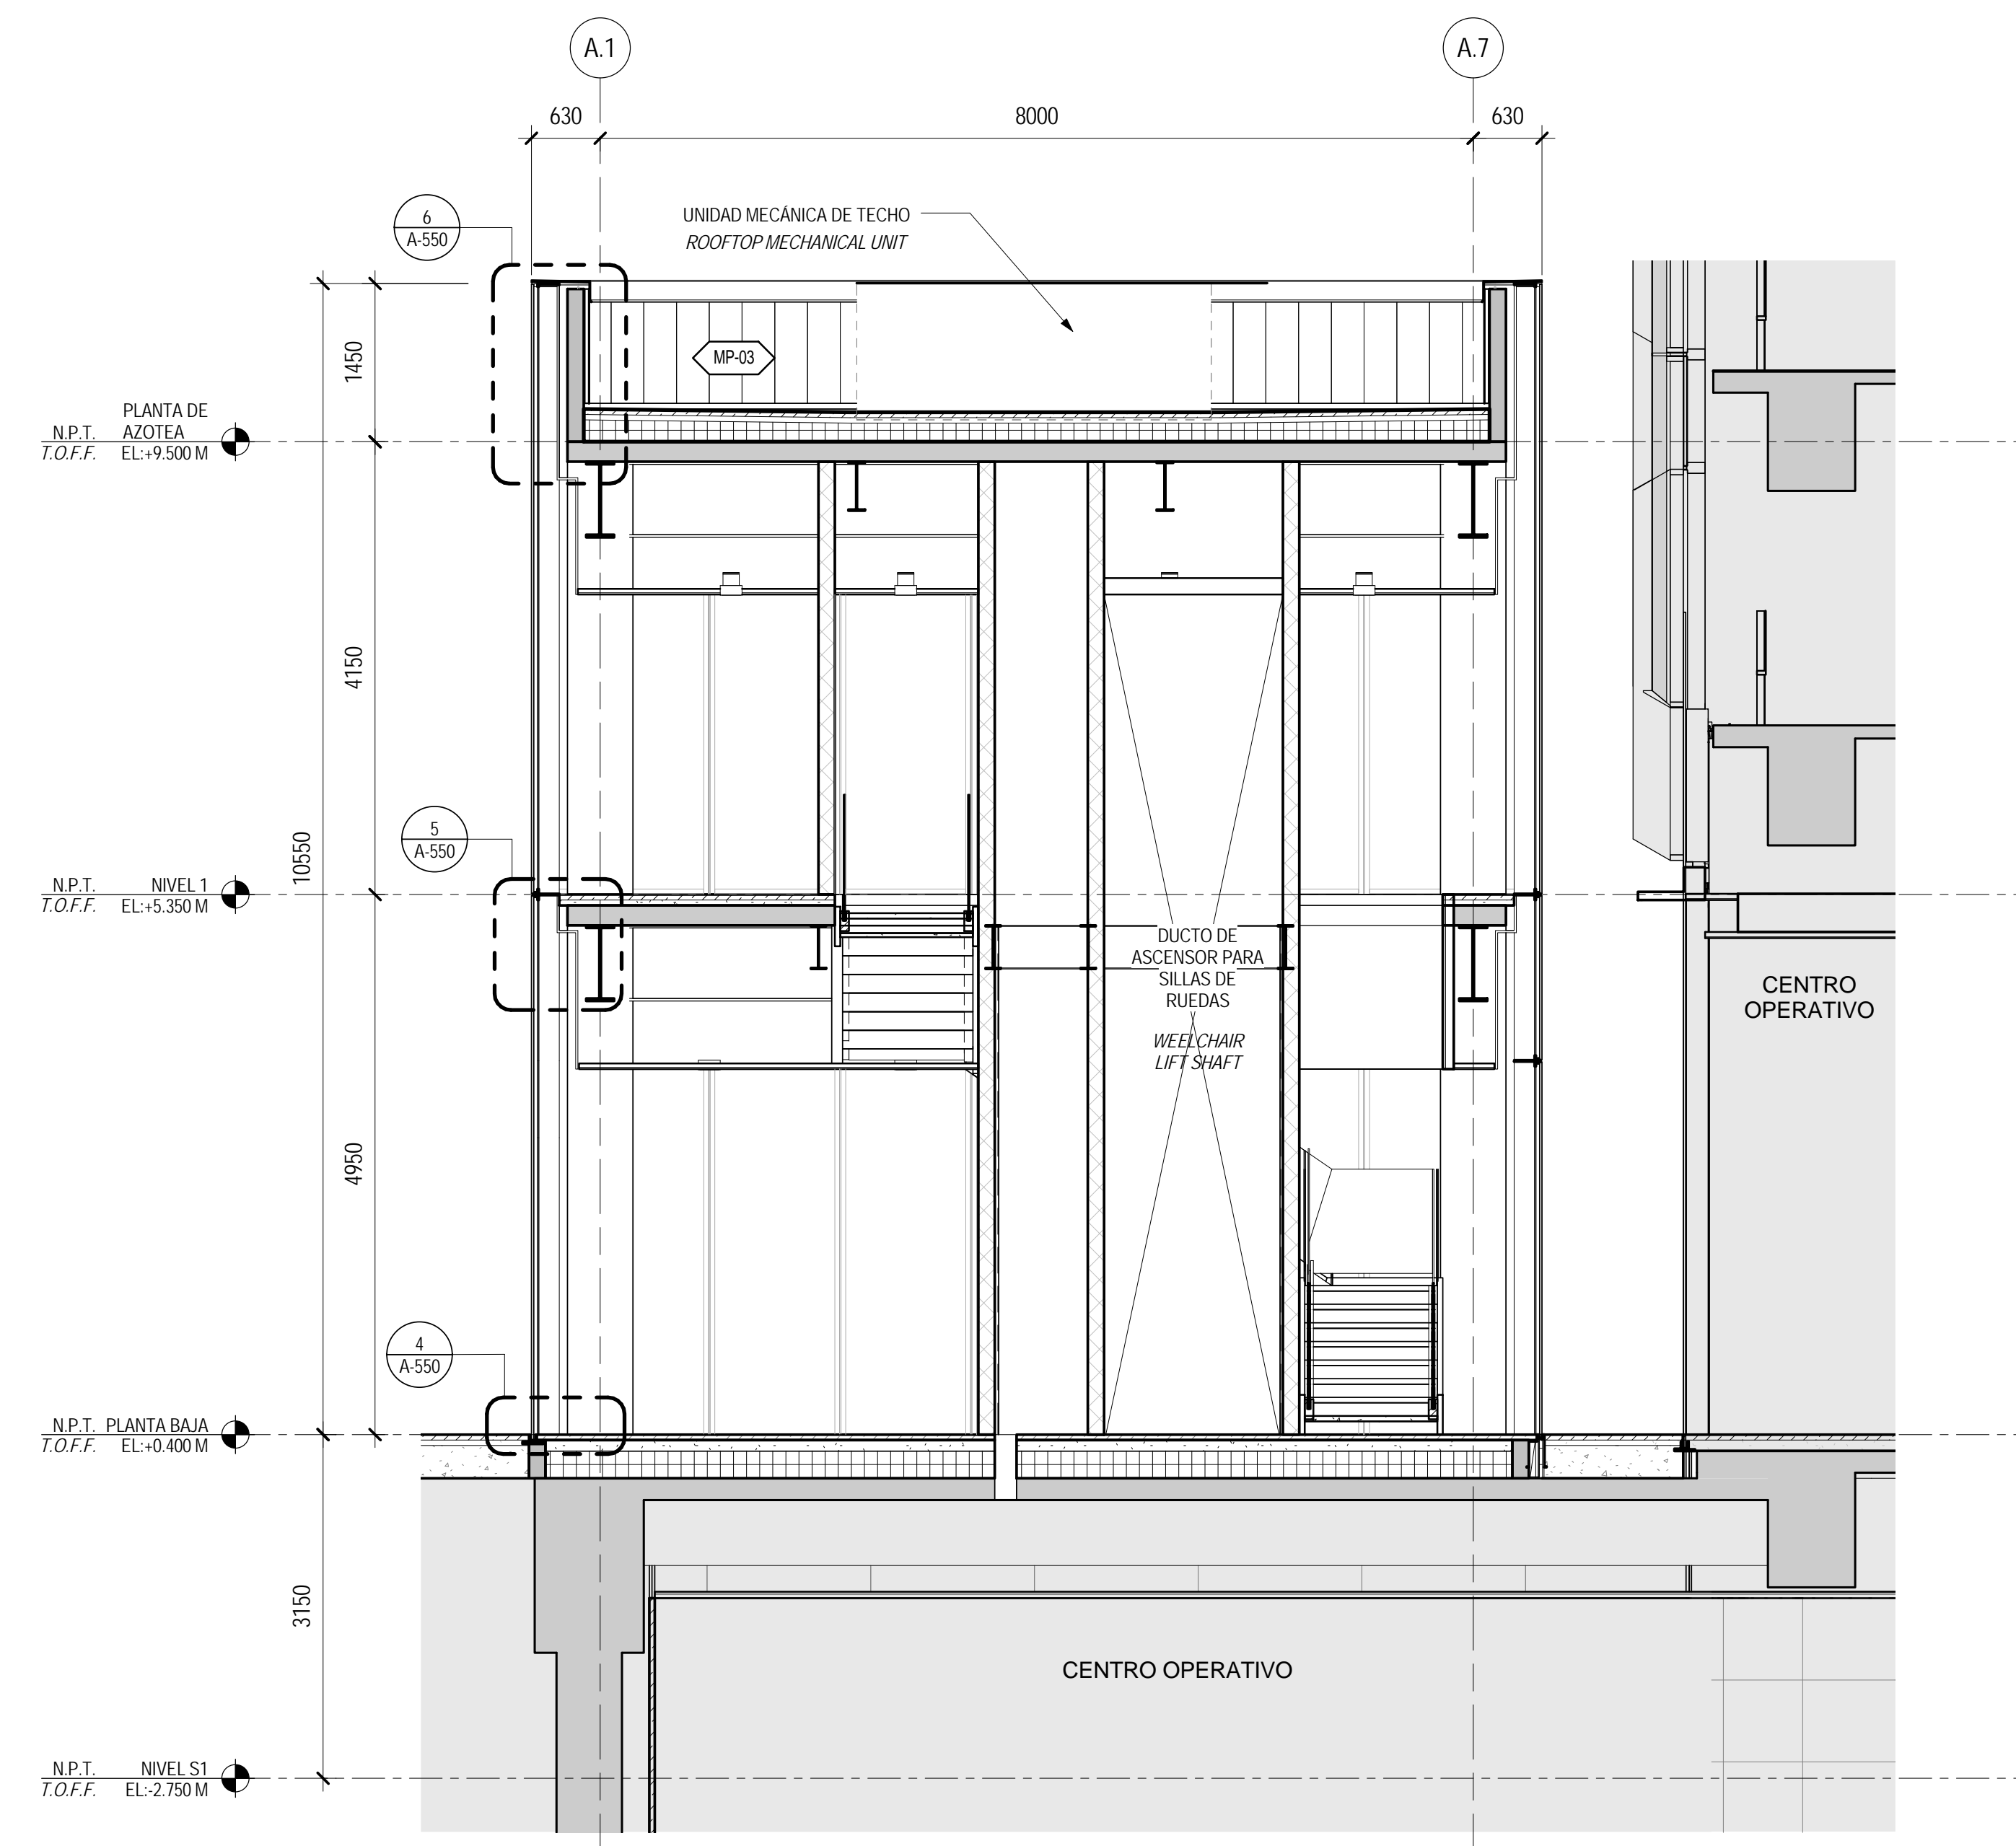 A.1
A.7
630
8000
630
6
A-550
UNIDAD MECÁNICA DE TECHO
ROOFTOP MECHANICAL UNIT
1450
MP-03
PLANTA DE
N.P.T. AZOTEA
T.O.F.F. EL:+9.500 M
4150
5
A-550
10550
N.P.T. NIVEL 1
T.O.F.F. EL:+5.350 M
DUCTO DE
ASCENSOR PARA
SILLAS DE
RUEDAS
WEELCHAIR
LIFT SHAFT
CENTRO
OPERATIVO
4950
4
A-550
N.P.T. PLANTA BAJA
T.O.F.F. EL:+0.400 M
3150
CENTRO OPERATIVO
N.P.T. NIVEL S1
T.O.F.F. EL:-2.750 M